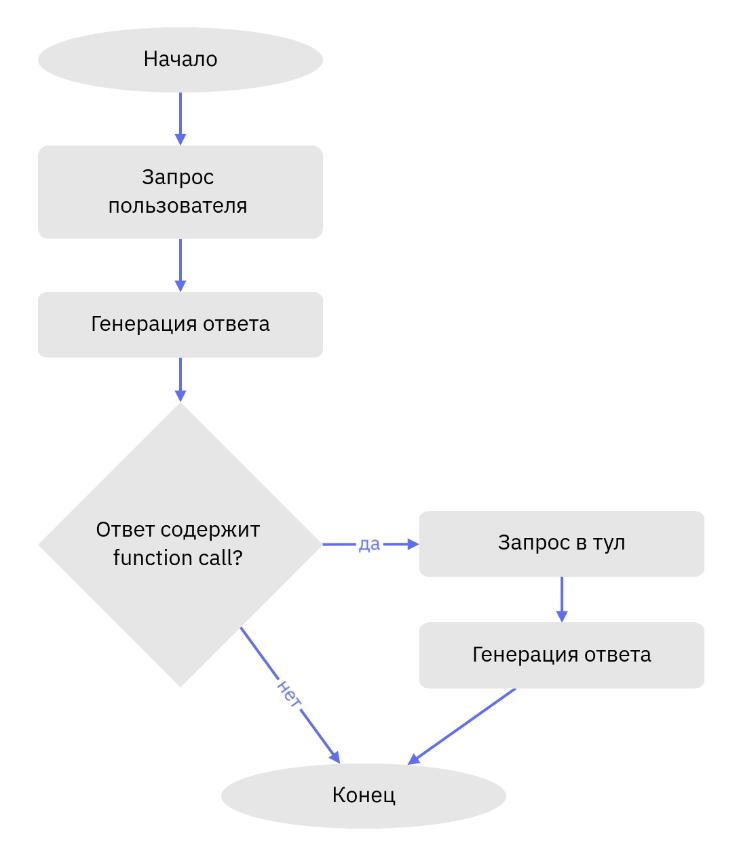 Начало
Запрос
пользователя
Генерация ответа
Ответ содержит
function call?
да
Запрос в тул
Генерация ответа
нет
Конец